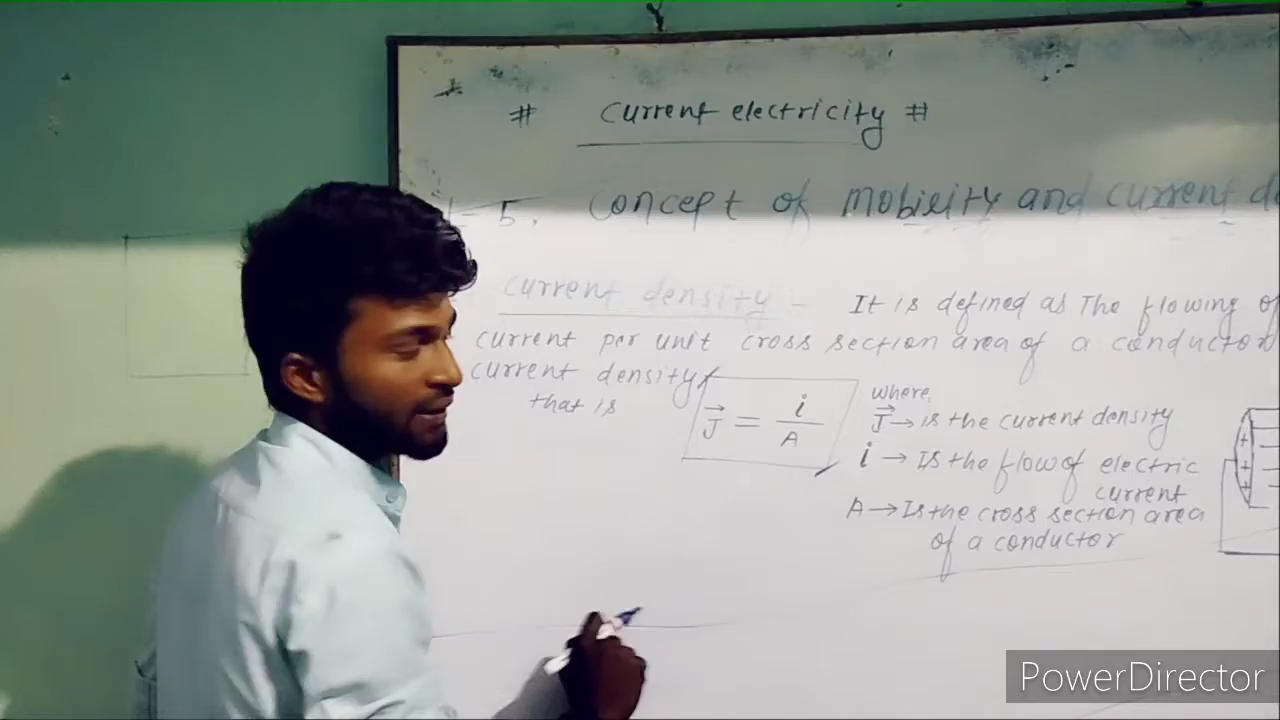 # Current electricity #
- 5. Concept of mobility and current d
current density - It is defined as The flowing of
current per unit cross section area of a conductor
current density
that is
J = i / A
where,
J → is the current density
i → Is the flow of electric
current
A → Is the cross section area
of a conductor
+
+
+
PowerDirector